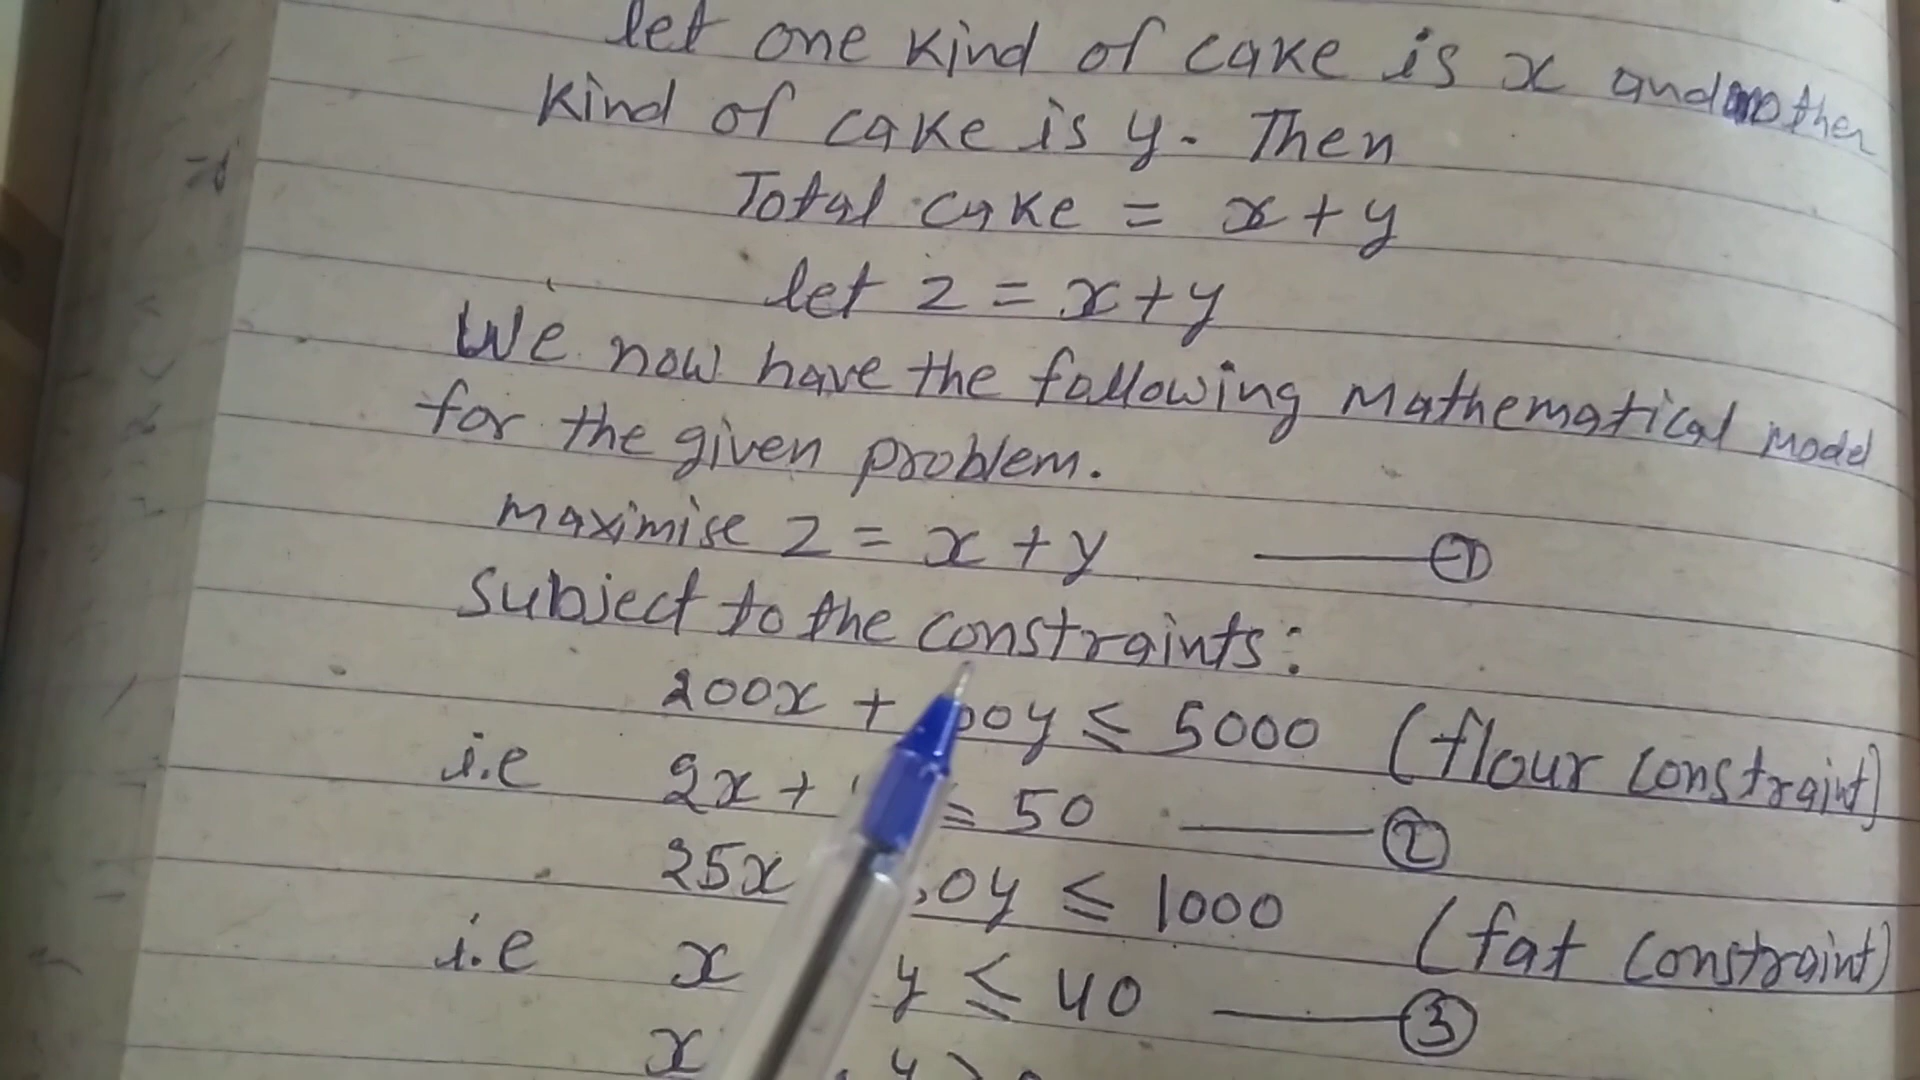 let one kind of cake is x and another
kind of cake is y. Then
Total cake = x + y
let z = x + y
We now have the following Mathematical model
for the given problem.
maximise z = x + y ——— ①
Subject to the constraints:
200x + 00y ≤ 5000 (flour constraint)
i.e 2x + ≤ 50 ——— ②
25x 0y ≤ 1000 (fat constraint)
i.e x y ≤ 40 ——— ③
x y